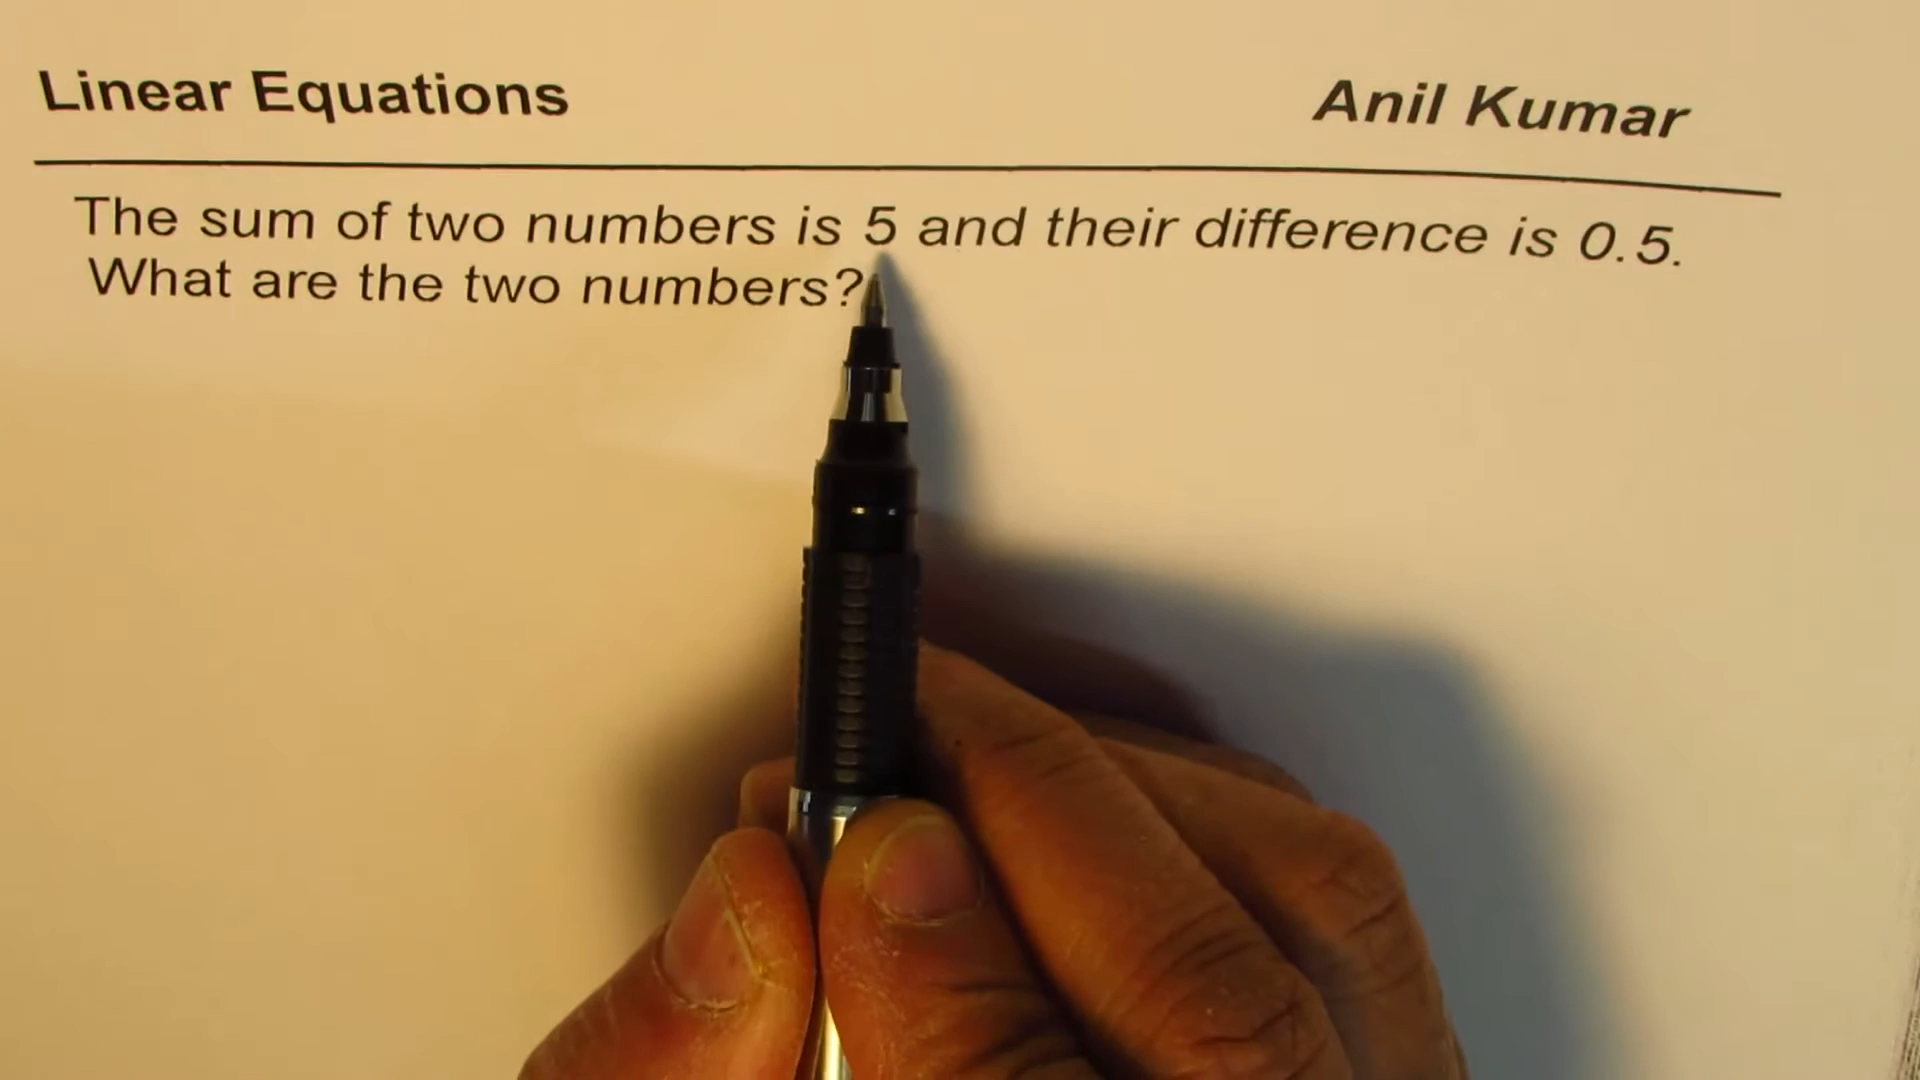 Linear Equations
Anil Kumar
The sum of two numbers is 5 and their difference is 0.5.
What are the two numbers?